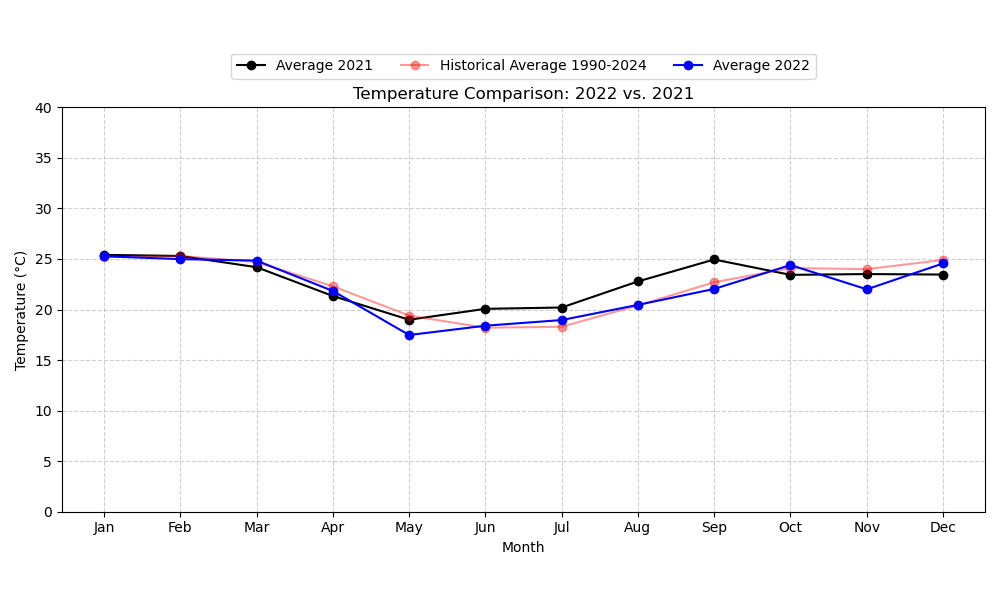 Average 2021 Historical Average 1990-2024 Average 2022
Temperature Comparison: 2022 vs. 2021
40
35
30
25
20
15
10
5
0
Temperature (°C)
Jan Feb Mar Apr May Jun Jul Aug Sep Oct Nov Dec
Month